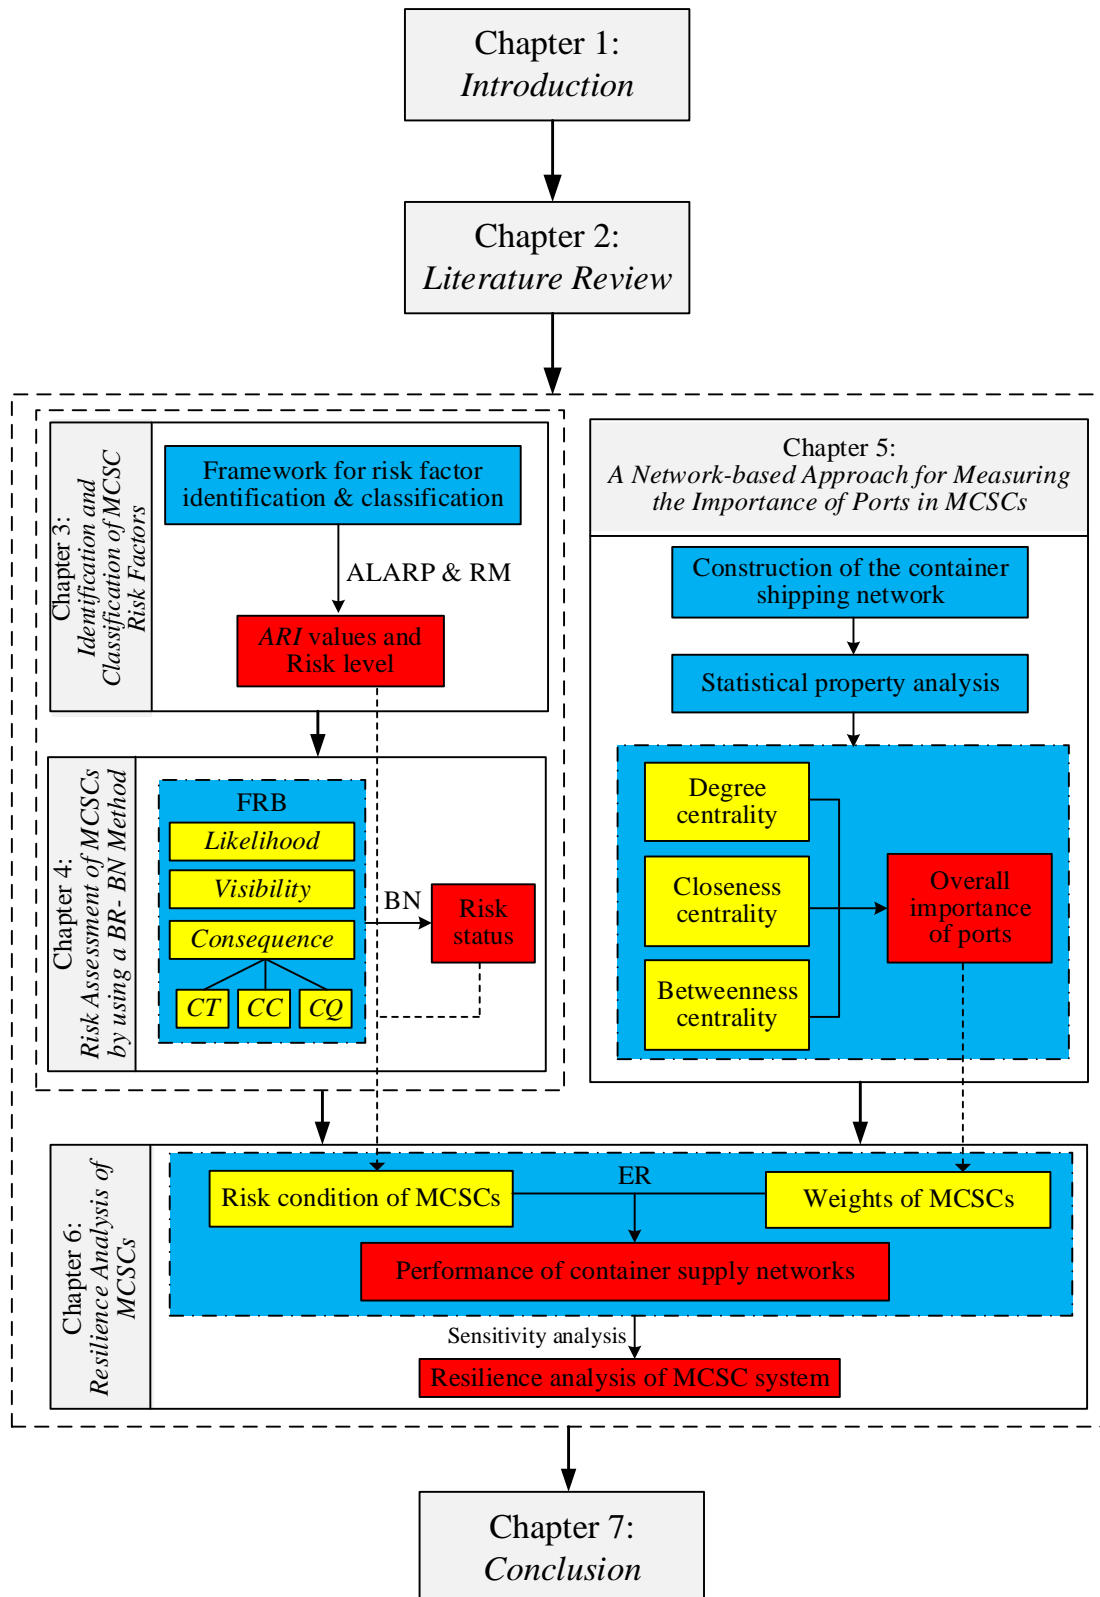 Chapter 1:
Introduction
Chapter 2:
Literature Review
Chapter 3:
Identification and
Classification of MCSC
Risk Factors
Framework for risk factor
identification & classification
ALARP & RM
ARI values and
Risk level
Chapter 4:
Risk Assessment of MCSCs
by using a BR- BN Method
FRB
Likelihood
Visibility
Consequence
CT
CC
CQ
BN
Risk
status
Chapter 5:
A Network-based Approach for Measuring
the Importance of Ports in MCSCs
Construction of the container
shipping network
Statistical property analysis
Degree
centrality
Closeness
centrality
Betweenness
centrality
Overall
importance
of ports
Chapter 6:
Resilience Analysis of
MCSCs
Risk condition of MCSCs
ER
Weights of MCSCs
Performance of container supply networks
Sensitivity analysis
Resilience analysis of MCSC system
Chapter 7:
Conclusion